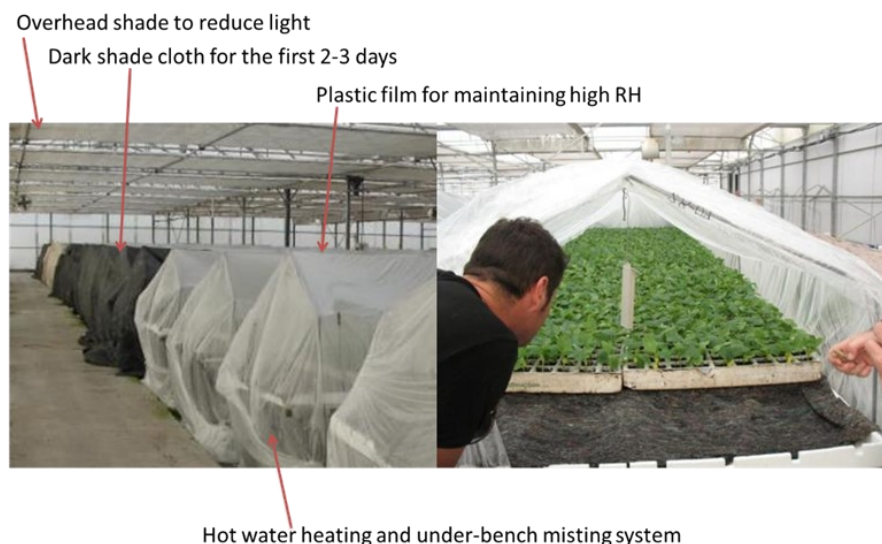 Overhead shade to reduce light
Dark shade cloth for the first 2-3 days
Plastic film for maintaining high RH
Hot water heating and under-bench misting system